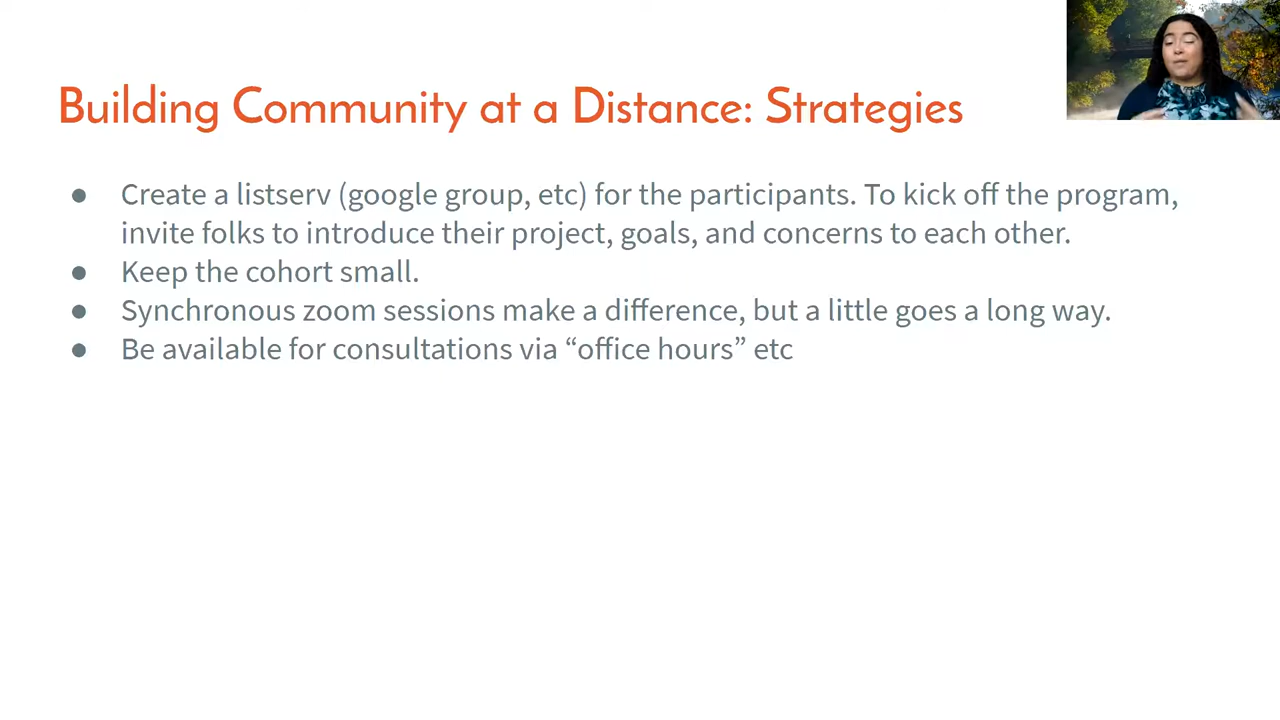 Building Community at a Distance: Strategies
● Create a listserv (google group, etc) for the participants. To kick off the program,
invite folks to introduce their project, goals, and concerns to each other.
● Keep the cohort small.
● Synchronous zoom sessions make a difference, but a little goes a long way.
● Be available for consultations via “office hours” etc